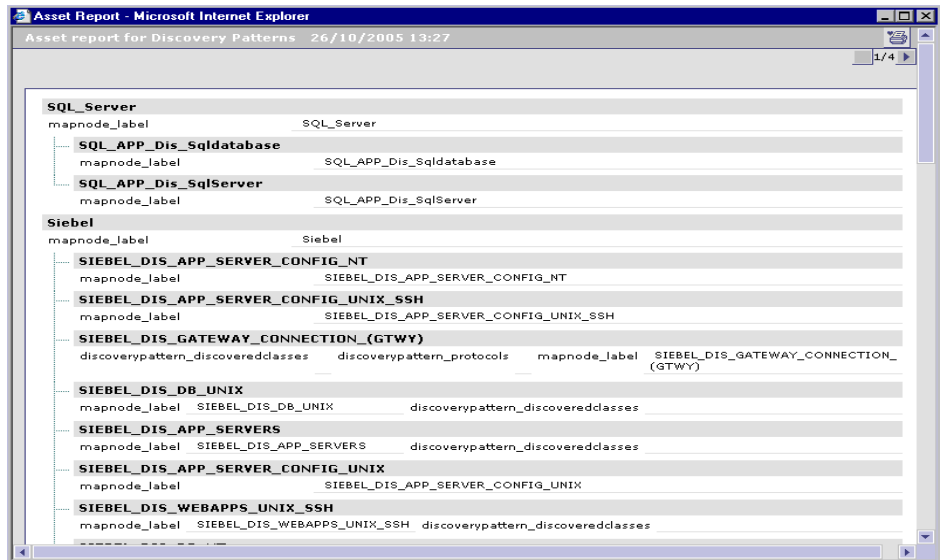 Asset Report - Microsoft Internet Explorer
Asset report for Discovery Patterns 26/10/2005 13:27
1/4
SQL_Server
mapnode_label SQL_Server
SQL_APP_Dis_Sqldatabase
mapnode_label SQL_APP_Dis_Sqldatabase
SQL_APP_Dis_SqlServer
mapnode_label SQL_APP_Dis_SqlServer
Siebel
mapnode_label Siebel
SIEBEL_DIS_APP_SERVER_CONFIG_NT
mapnode_label SIEBEL_DIS_APP_SERVER_CONFIG_NT
SIEBEL_DIS_APP_SERVER_CONFIG_UNIX_SSH
mapnode_label SIEBEL_DIS_APP_SERVER_CONFIG_UNIX_SSH
SIEBEL_DIS_GATEWAY_CONNECTION_(GTWY)
discoverypattern_discoveredclasses discoverypattern_protocols mapnode_label SIEBEL_DIS_GATEWAY_CONNECTION_
(GTWY)
SIEBEL_DIS_DB_UNIX
mapnode_label SIEBEL_DIS_DB_UNIX discoverypattern_discoveredclasses
SIEBEL_DIS_APP_SERVERS
mapnode_label SIEBEL_DIS_APP_SERVERS discoverypattern_discoveredclasses
SIEBEL_DIS_APP_SERVER_CONFIG_UNIX
mapnode_label SIEBEL_DIS_APP_SERVER_CONFIG_UNIX
SIEBEL_DIS_WEBAPPS_UNIX_SSH
mapnode_label SIEBEL_DIS_WEBAPPS_UNIX_SSH discoverypattern_discoveredclasses